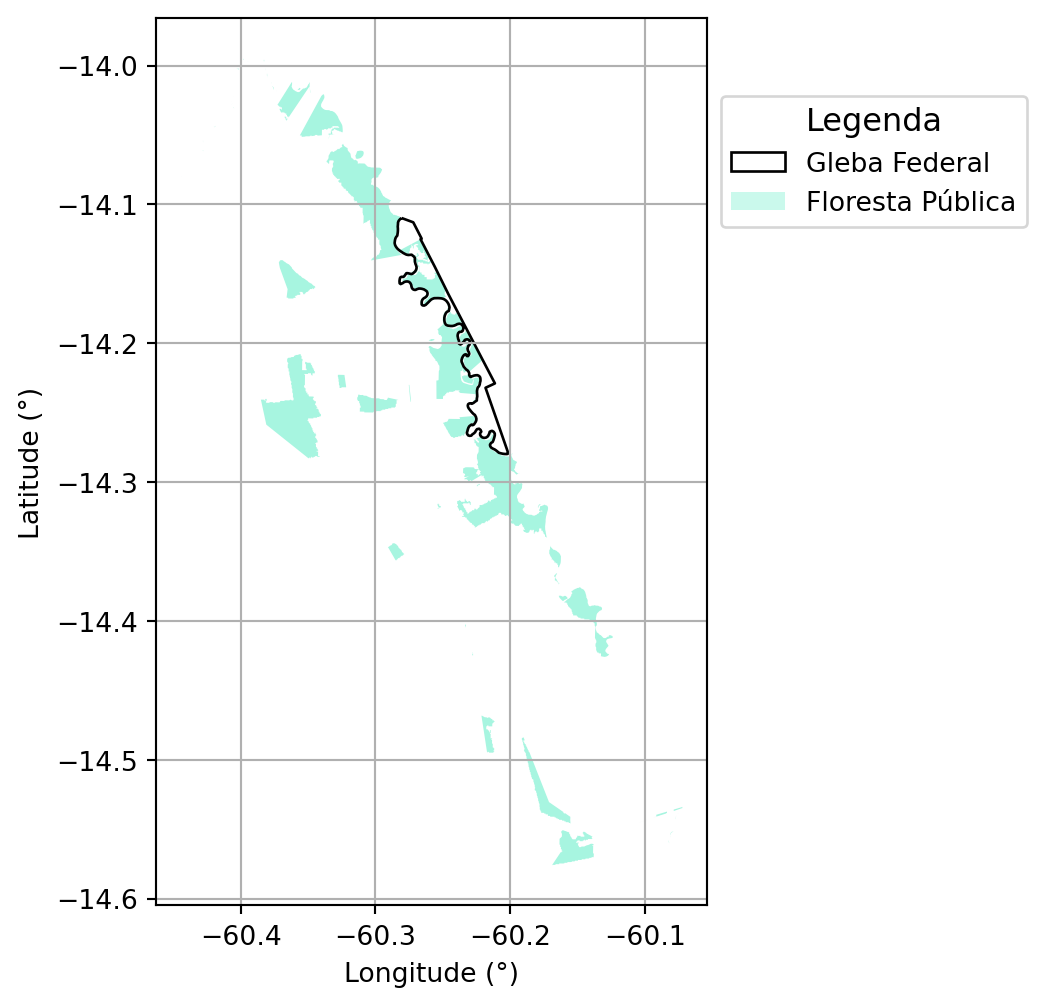 −14.0
−14.1
−14.2
−14.3
−14.4
−14.5
−14.6
Latitude (°)
−60.4 −60.3 −60.2 −60.1
Longitude (°)
Legenda
Gleba Federal
Floresta Pública